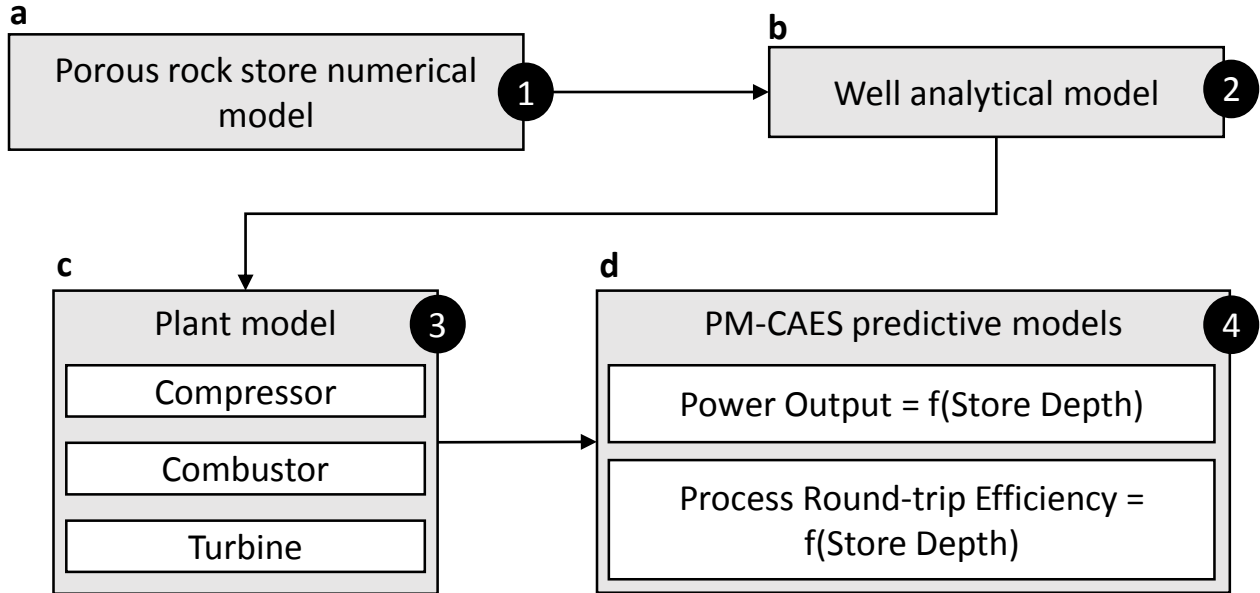 a
Porous rock store numerical
model
1
b
Well analytical model
2
c
Plant model
3
Compressor
Combustor
Turbine
d
PM-CAES predictive models
4
Power Output = f(Store Depth)
Process Round-trip Efficiency =
f(Store Depth)